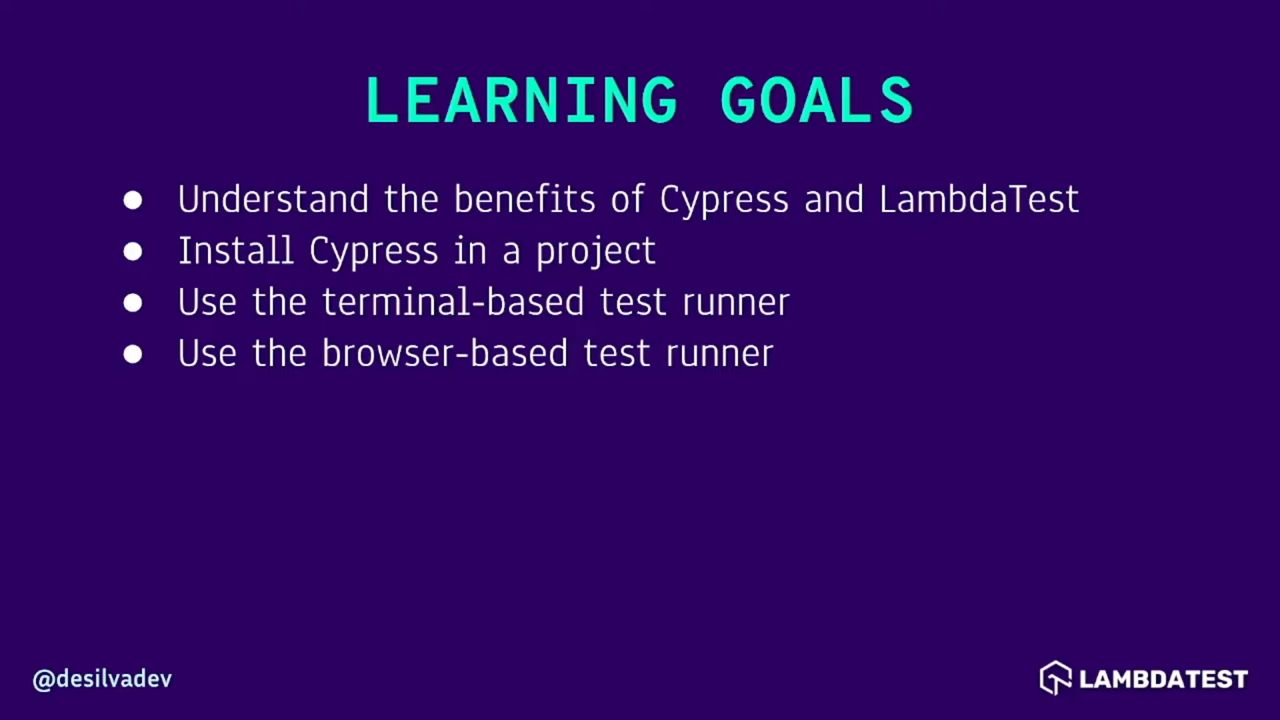 LEARNING GOALS
● Understand the benefits of Cypress and LambdaTest
● Install Cypress in a project
● Use the terminal-based test runner
● Use the browser-based test runner
@desilvadev
LAMBDATEST